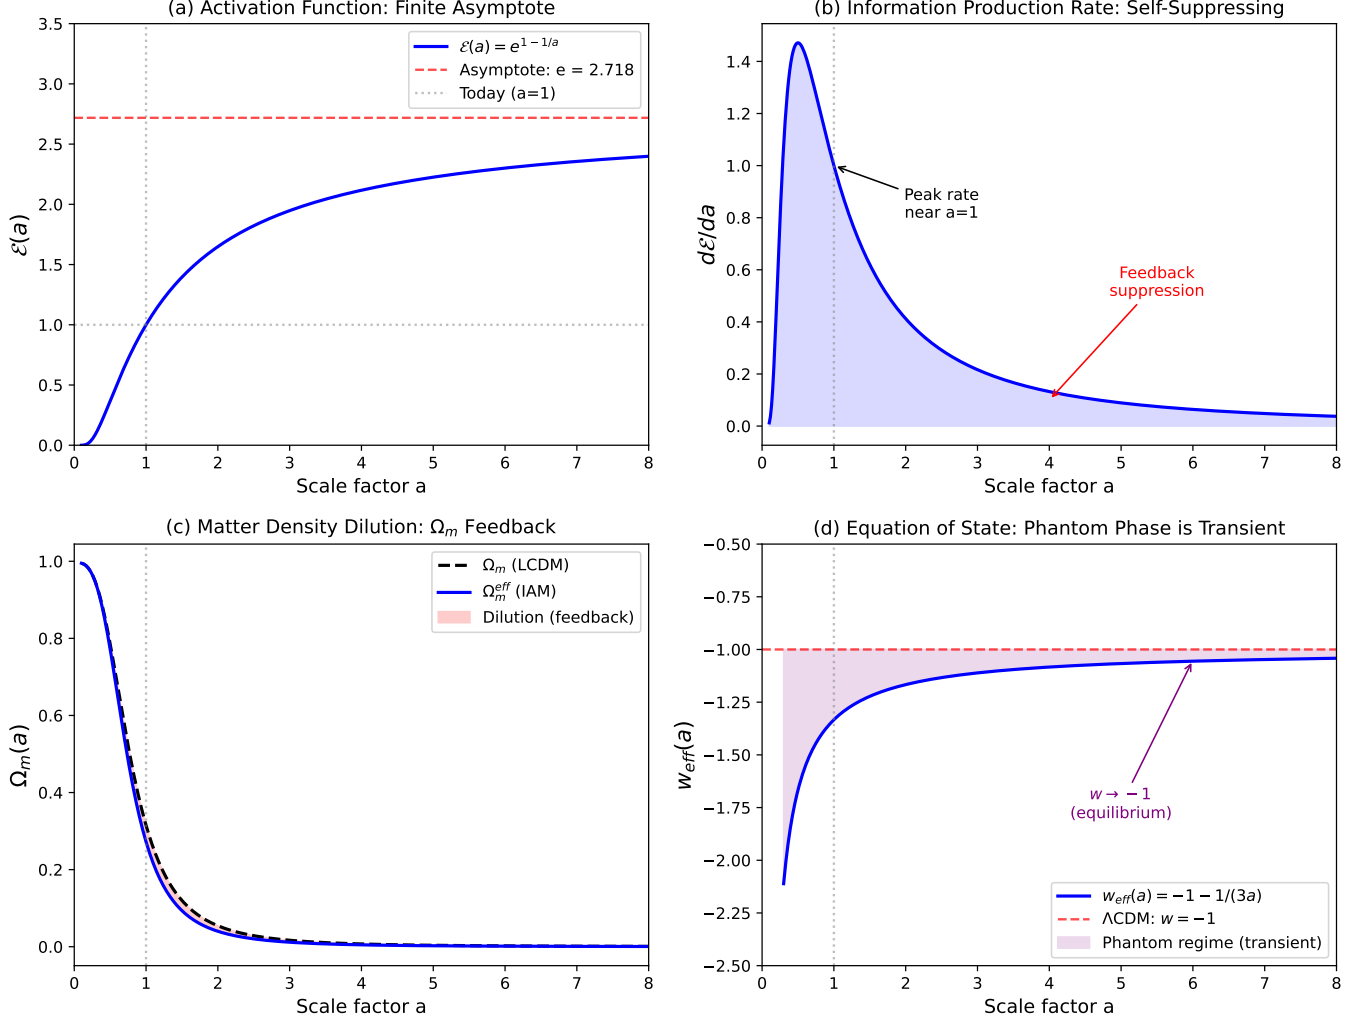 (a) Activation Function: Finite Asymptote
3.5
3.0
2.5
2.0
1.5
1.0
0.5
0.0
ℰ(a)
ℰ(a) = e^{1−1/a}
Asymptote: e = 2.718
Today (a=1)
0 1 2 3 4 5 6 7 8
Scale factor a
(b) Information Production Rate: Self-Suppressing
1.4
1.2
1.0
0.8
0.6
0.4
0.2
0.0
dℰ/da
Peak rate
near a=1
Feedback
suppression
0 1 2 3 4 5 6 7 8
Scale factor a
(c) Matter Density Dilution: Ωₘ Feedback
1.0
0.8
0.6
0.4
0.2
0.0
Ωₘ(a)
Ωₘ (LCDM)
Ωₘ^{eff} (IAM)
Dilution (feedback)
0 1 2 3 4 5 6 7 8
Scale factor a
(d) Equation of State: Phantom Phase is Transient
−0.50
−0.75
−1.00
−1.25
−1.50
−1.75
−2.00
−2.25
−2.50
w_{eff}(a)
w → −1
(equilibrium)
w_{eff}(a) = −1 − 1/(3a)
ΛCDM: w = −1
Phantom regime (transient)
0 1 2 3 4 5 6 7 8
Scale factor a